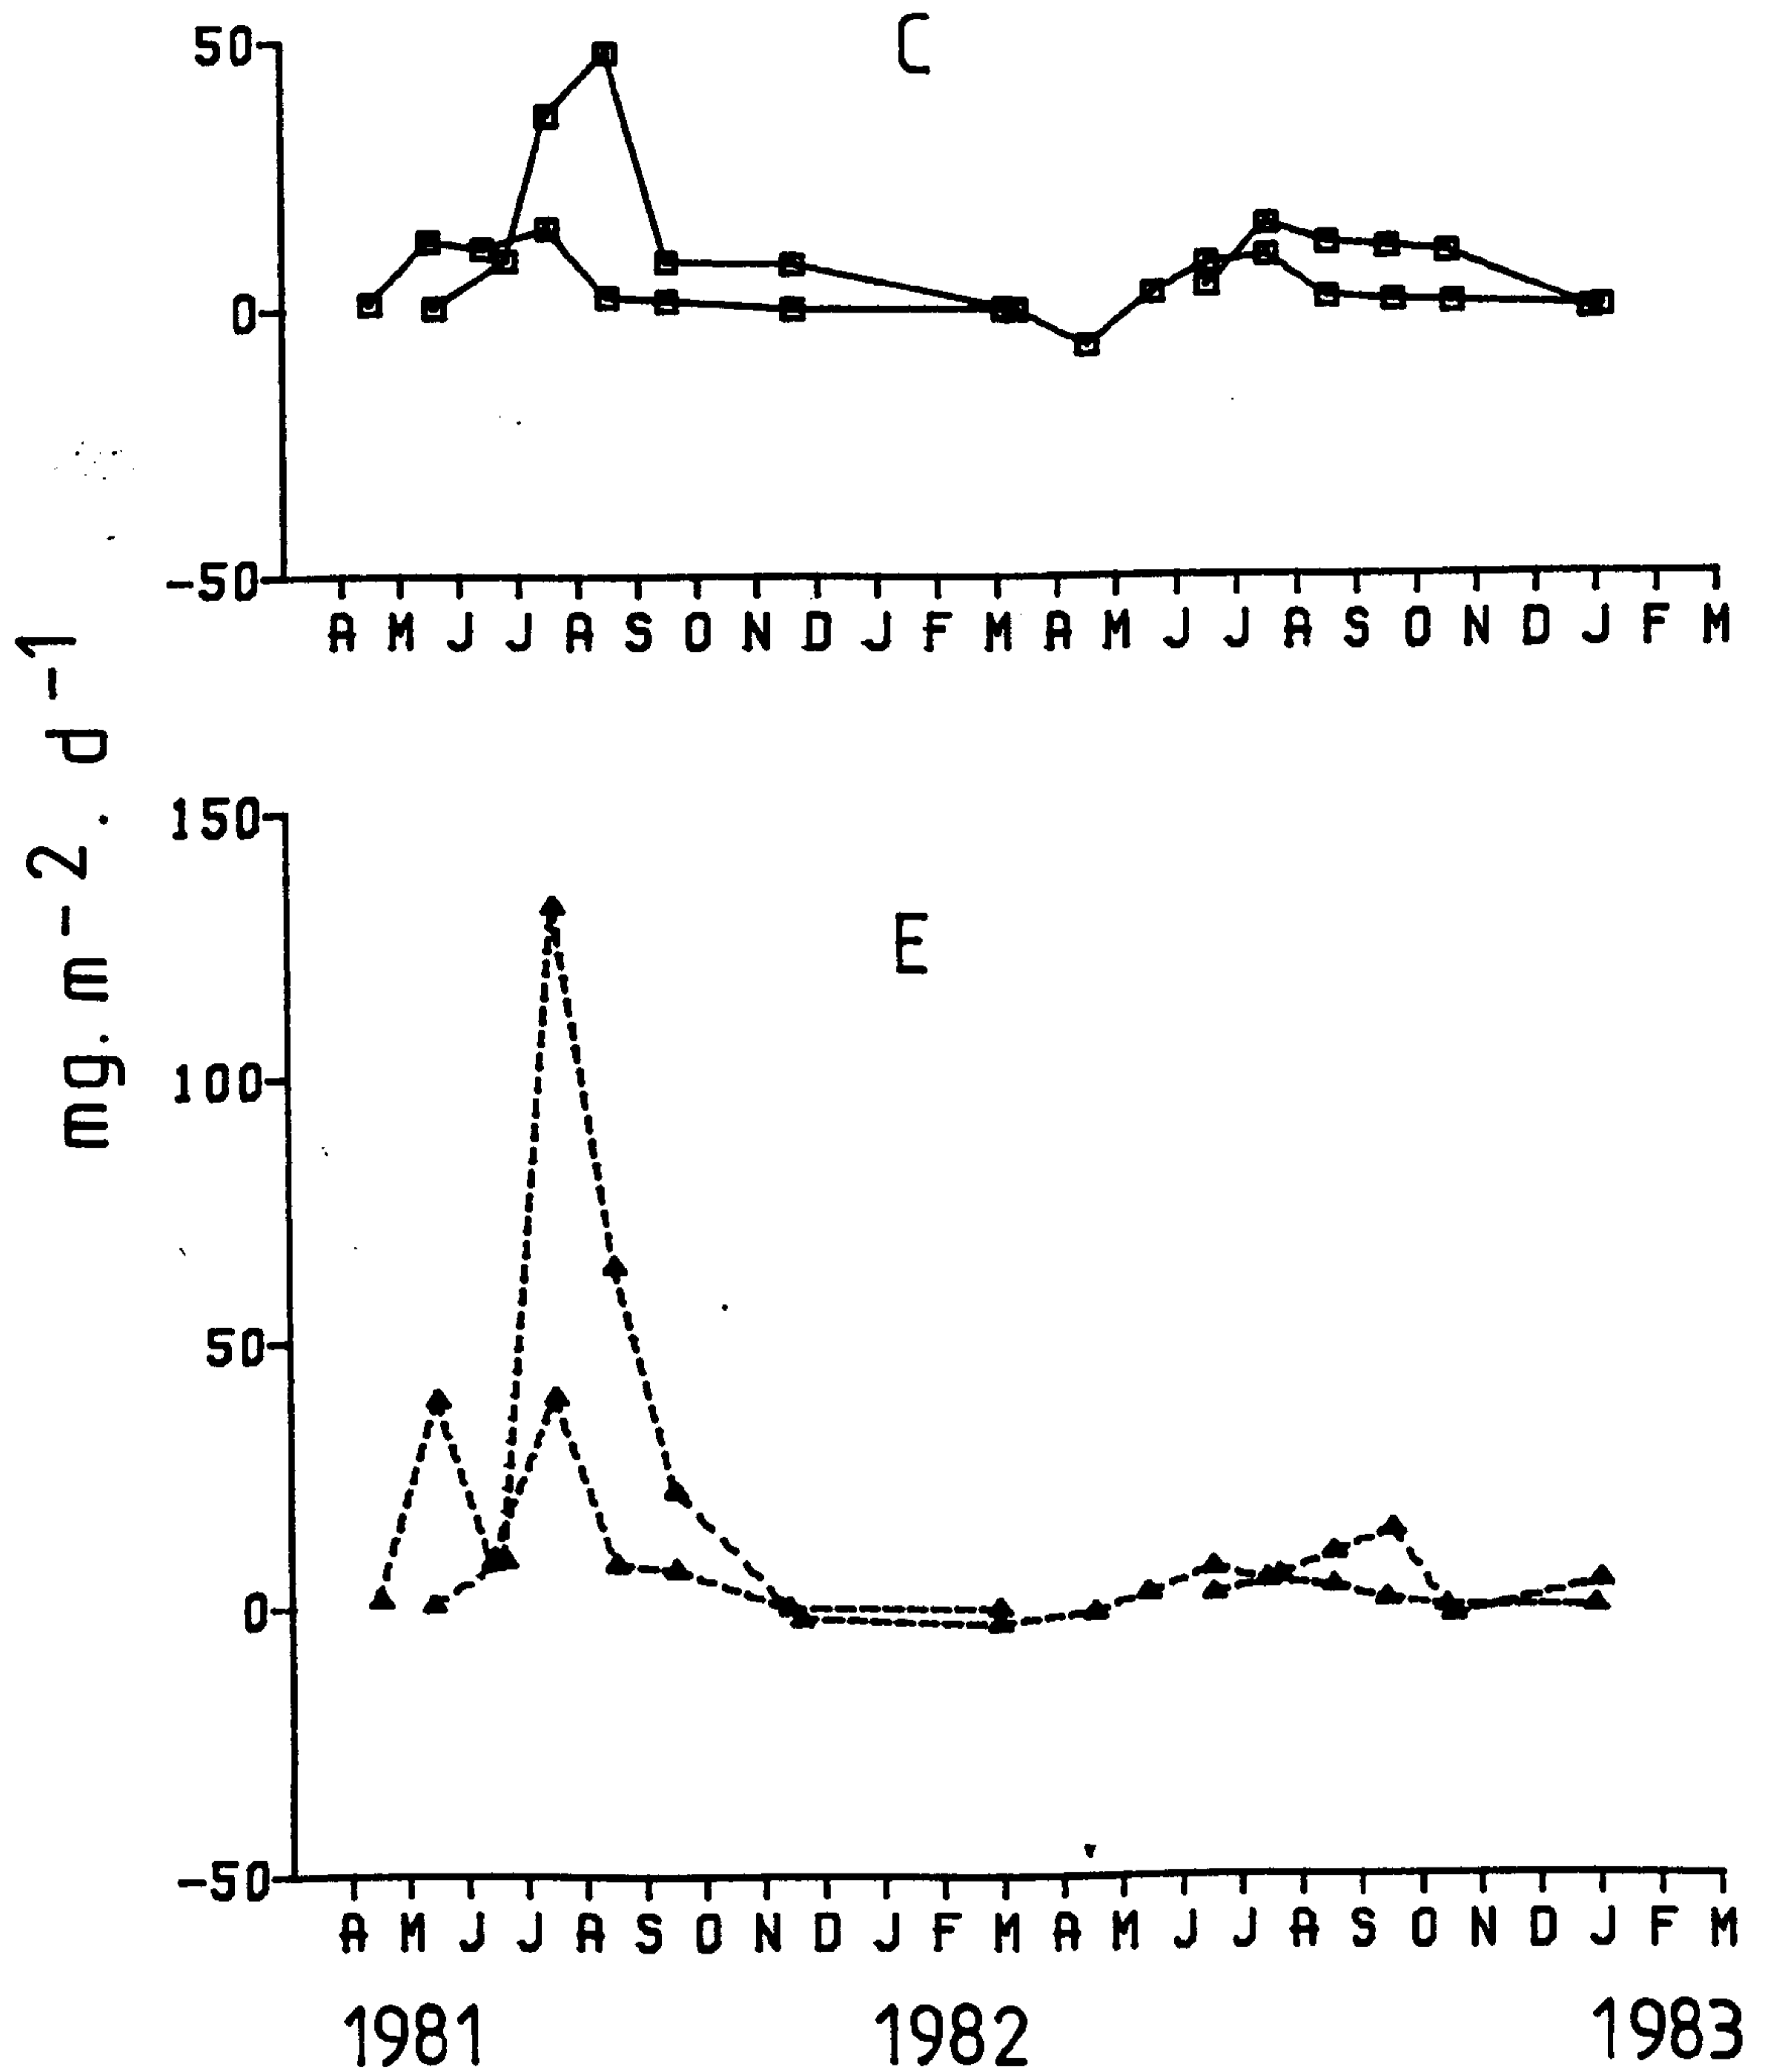 C
50
0
-50
A M J J A S O N D J F M A M J J A S O N D J F M
mg.m-2.d-1
E
150
100
50
0
-50
A M J J A S O N D J F M A M J J A S O N D J F M
1981 1982 1983